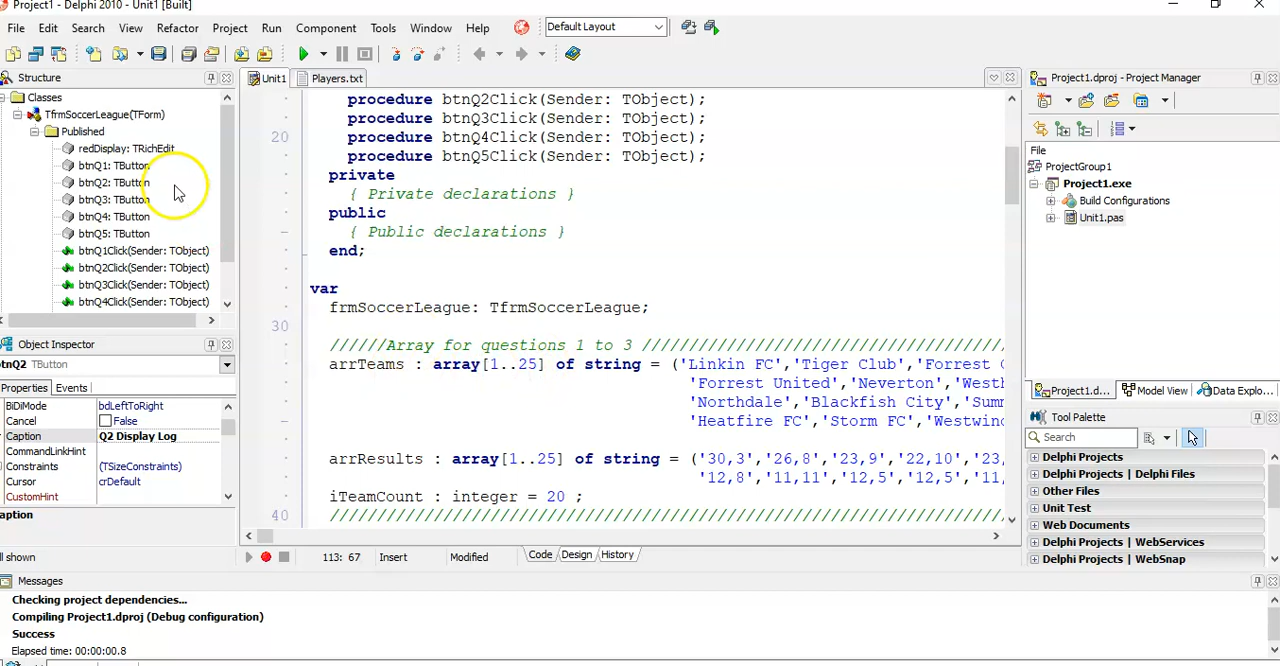 Project1 - Delphi 2010 - Unit1 [Built]
File Edit Search View Refactor Project Run Component Tools Window Help Default Layout
Structure
Classes
TfrmSoccerLeague(TForm)
Published
redDisplay: TRichEdit
btnQ1: TButton
btnQ2: TButton
btnQ3: TButton
btnQ4: TButton
btnQ5: TButton
btnQ1Click(Sender: TObject)
btnQ2Click(Sender: TObject)
btnQ3Click(Sender: TObject)
btnQ4Click(Sender: TObject)
Object Inspector
btnQ2 TButton
Properties Events
BiDiMode bdLeftToRight
Cancel False
Caption Q2 Display Log
CommandLinkHint
Constraints (TSizeConstraints)
Cursor crDefault
CustomHint
aption
ll shown
Unit1 Players.txt
procedure btnQ2Click(Sender: TObject);
20 procedure btnQ3Click(Sender: TObject);
procedure btnQ4Click(Sender: TObject);
procedure btnQ5Click(Sender: TObject);
private
{ Private declarations }
public
{ Public declarations }
end;
var
frmSoccerLeague: TfrmSoccerLeague;
30
//////Array for questions 1 to 3 //////////////////////////////////////
arrTeams : array[1..25] of string = ('Linkin FC','Tiger Club','Forrest
'Forrest United','Neverton','Westh
'Northdale','Blackfish City','Sum
'Heatfire FC','Storm FC','Westwin
arrResults : array[1..25] of string = ('30,3','26,8','23,9','22,10','23,
'12,8','11,11','12,5','12,5','11,
iTeamCount : integer = 20 ;
40 ///////////////////////////////////////////////////////////////////////
113: 67 Insert Modified Code Design History
Project1.dproj - Project Manager
File
ProjectGroup1
Project1.exe
Build Configurations
Unit1.pas
Project1.d... Model View Data Explo...
Tool Palette
Search
Delphi Projects
Delphi Projects | Delphi Files
Other Files
Unit Test
Web Documents
Delphi Projects | WebServices
Delphi Projects | WebSnap
Messages
Checking project dependencies...
Compiling Project1.dproj (Debug configuration)
Success
Elapsed time: 00:00:00.8